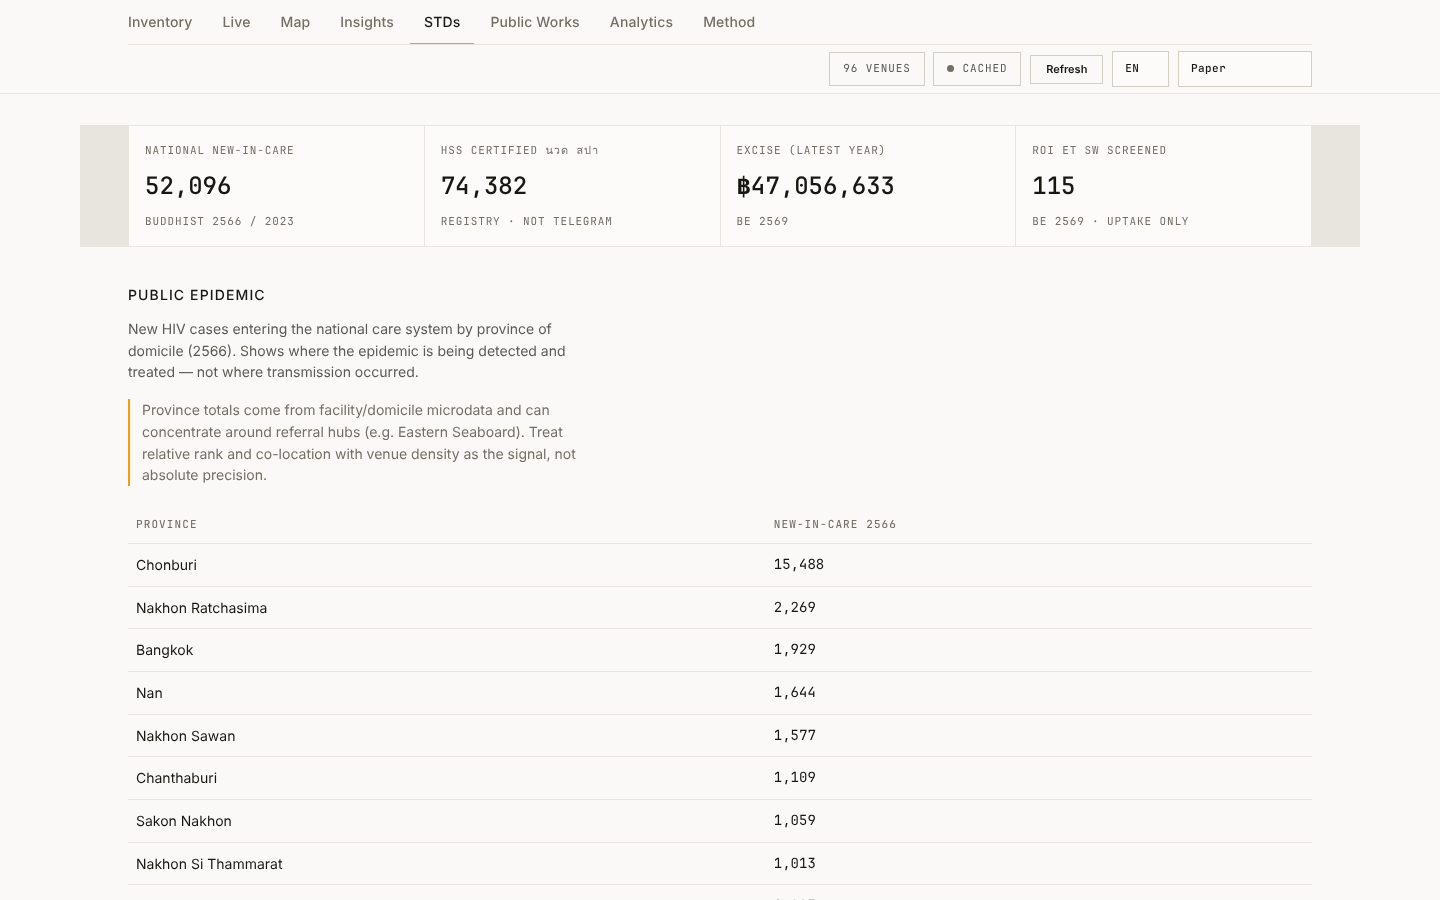 Inventory Live Map Insights STDs Public Works Analytics Method
96 VENUES CACHED Refresh EN Paper
NATIONAL NEW-IN-CARE
52,096
BUDDHIST 2566 / 2023
HSS CERTIFIED นวด สปา
74,382
REGISTRY · NOT TELEGRAM
EXCISE (LATEST YEAR)
฿47,056,633
BE 2569
ROI ET SW SCREENED
115
BE 2569 · UPTAKE ONLY
PUBLIC EPIDEMIC
New HIV cases entering the national care system by province of
domicile (2566). Shows where the epidemic is being detected and
treated — not where transmission occurred.
Province totals come from facility/domicile microdata and can
concentrate around referral hubs (e.g. Eastern Seaboard). Treat
relative rank and co-location with venue density as the signal, not
absolute precision.
PROVINCE NEW-IN-CARE 2566
Chonburi 15,488
Nakhon Ratchasima 2,269
Bangkok 1,929
Nan 1,644
Nakhon Sawan 1,577
Chanthaburi 1,109
Sakon Nakhon 1,059
Nakhon Si Thammarat 1,013